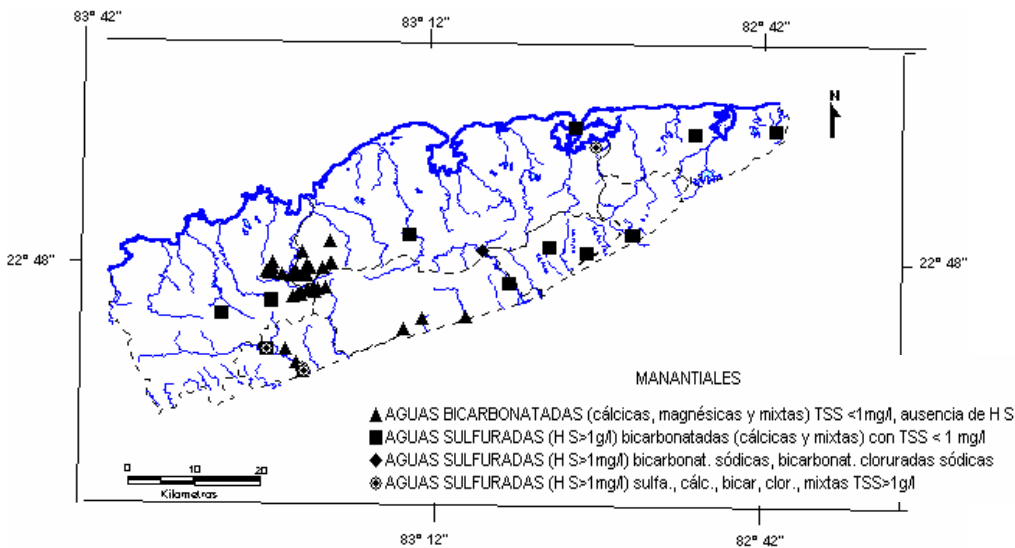 83° 42"
83° 12"
82° 42"
N
22° 48"
22° 48"
MANANTIALES
AGUAS BICARBONATADAS (cálcicas, magnésicas y mixtas) TSS <1mg/l, ausencia de H S
AGUAS SULFURADAS (H S>1g/l) bicarbonatadas (cálcicas y mixtas) con TSS < 1 mg/l
AGUAS SULFURADAS (H S>1mg/l) bicarbonat. sódicas, bicarbonat. cloruradas sódicas
AGUAS SULFURADAS (H S>1mg/l) sulfa., cálc., bicar, clor., mixtas TSS>1g/l
0 10 20
Kilometros
83° 12"
82° 42"